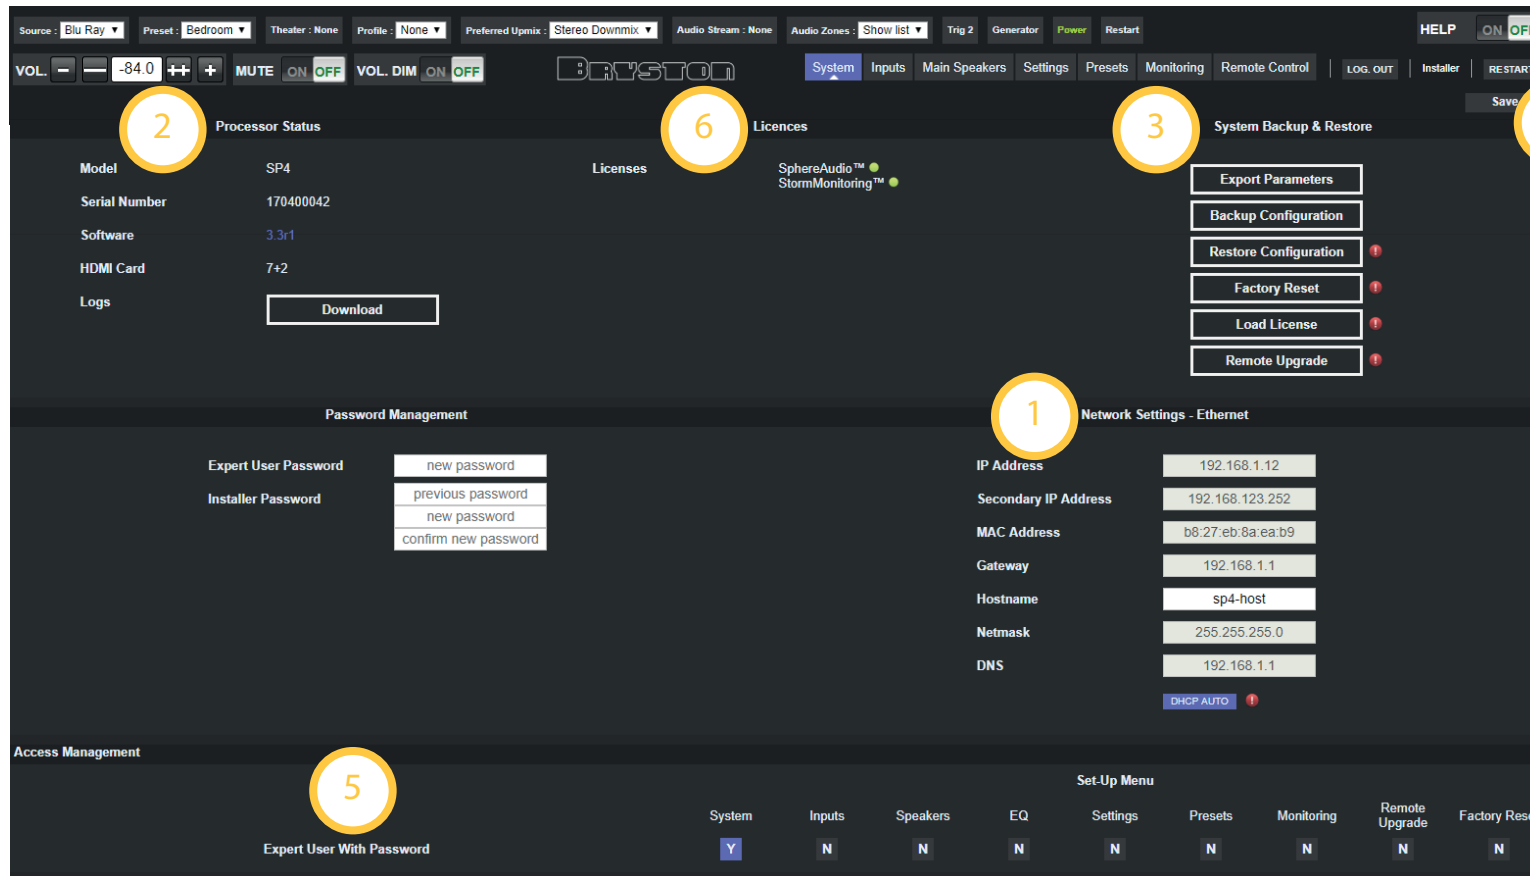 Source : Blu Ray ▼ Preset : Bedroom ▼ Theater : None Profile : None ▼ Preferred Upmix : Stereo Downmix ▼ Audio Stream : None Audio Zones : Show list ▼ Trig 2 Generator Power Restart HELP ON OFF
VOL. -84.0 MUTE ON OFF VOL. DIM ON OFF BRYSTON System Inputs Main Speakers Settings Presets Monitoring Remote Control LOG. OUT Installer RESTART
Save
2 Processor Status 6 Licences 3 System Backup & Restore
Model SP4 Licenses SphereAudio™
StormMonitoring™
Export Parameters
Serial Number 170400042
Backup Configuration
Software 3.3r1
Restore Configuration
HDMI Card 7+2
Factory Reset
Logs Download
Load License
Remote Upgrade
Password Management 1 Network Settings - Ethernet
Expert User Password new password IP Address 192.168.1.12
Installer Password previous password Secondary IP Address 192.168.123.252
new password
confirm new password MAC Address b8:27:eb:8a:ea:b9
Gateway 192.168.1.1
Hostname sp4-host
Netmask 255.255.255.0
DNS 192.168.1.1
DHCP AUTO
Access Management
5 Set-Up Menu
System Inputs Speakers EQ Settings Presets Monitoring Remote Upgrade Factory Rese
Expert User With Password Y N N N N N N N N